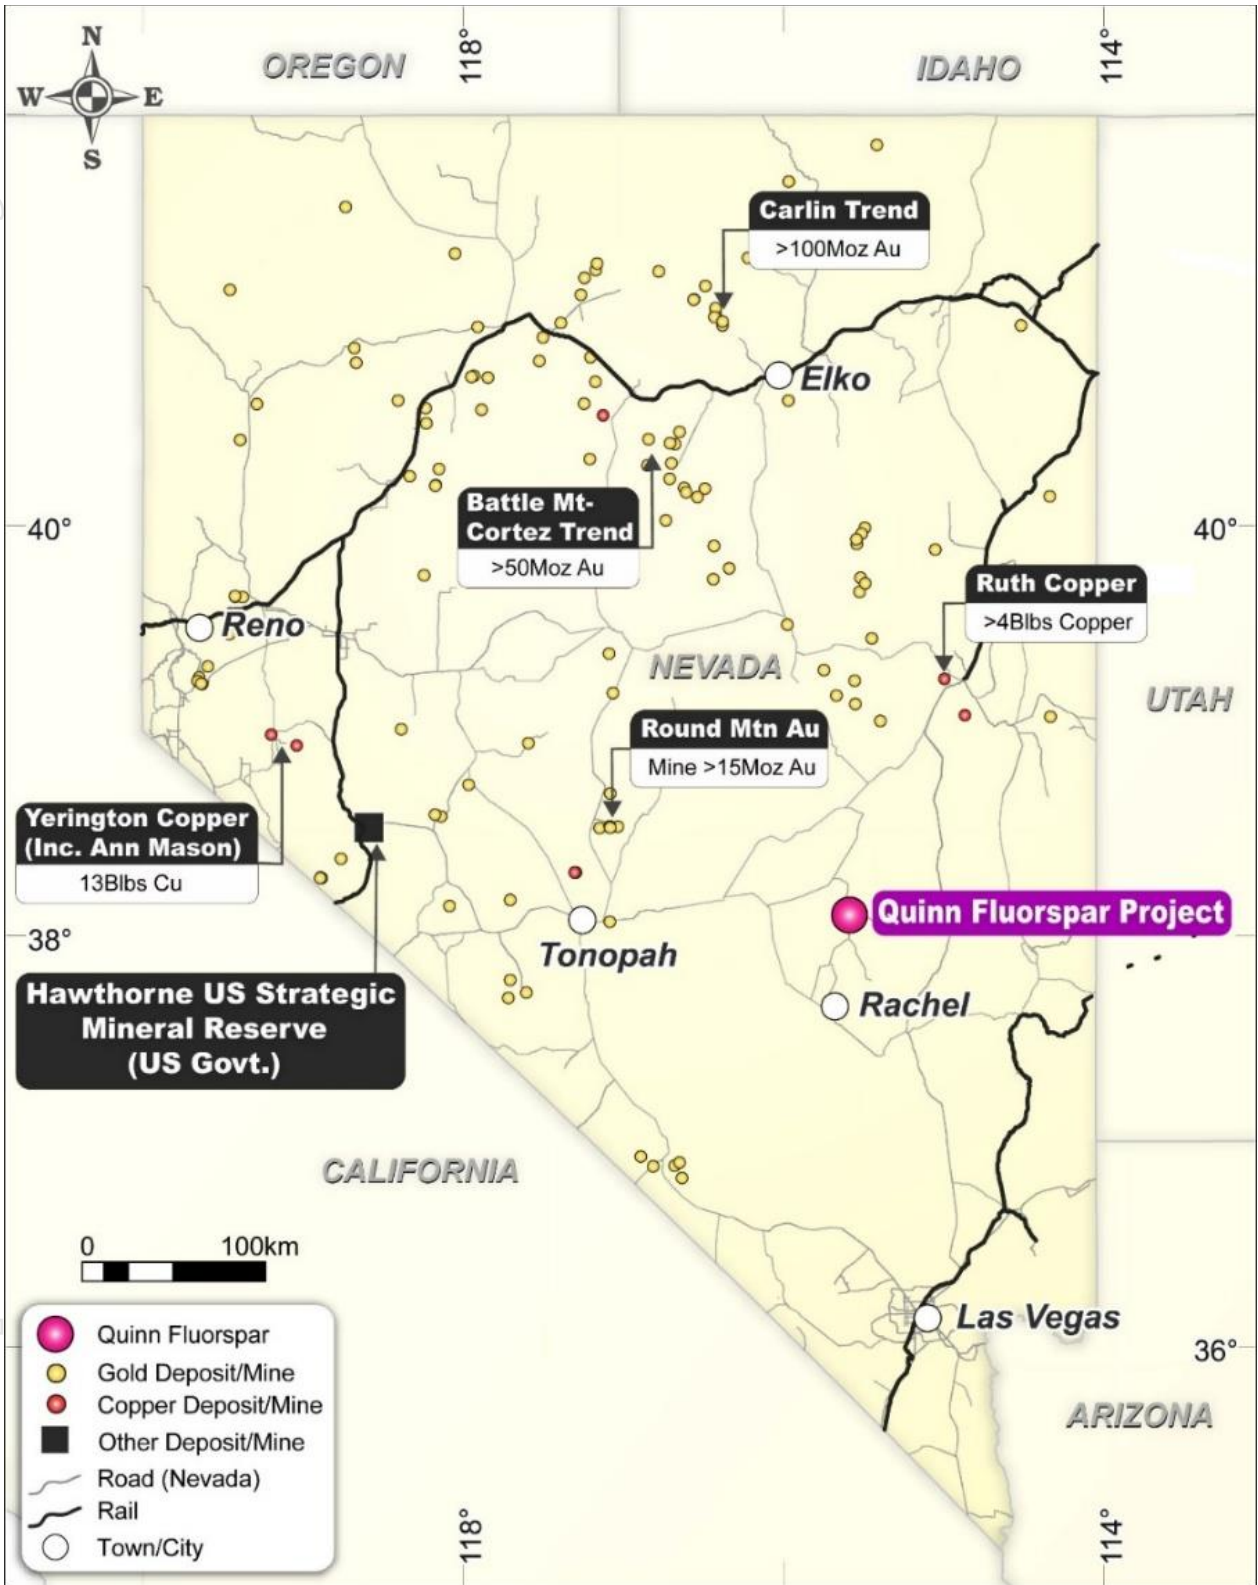 N
W
E
S
OREGON
118°
IDAHO
114°
Carlin Trend
>100Moz Au
Elko
Battle Mt-
Cortez Trend
>50Moz Au
40°
40°
Ruth Copper
>4Blbs Copper
Reno
NEVADA
UTAH
Round Mtn Au
Mine >15Moz Au
Yerington Copper
(Inc. Ann Mason)
13Blbs Cu
Quinn Fluorspar Project
38°
Tonopah
Hawthorne US Strategic
Mineral Reserve
(US Govt.)
Rachel
CALIFORNIA
0
100km
Las Vegas
36°
ARIZONA
Quinn Fluorspar
Gold Deposit/Mine
Copper Deposit/Mine
Other Deposit/Mine
Road (Nevada)
Rail
Town/City
118°
114°